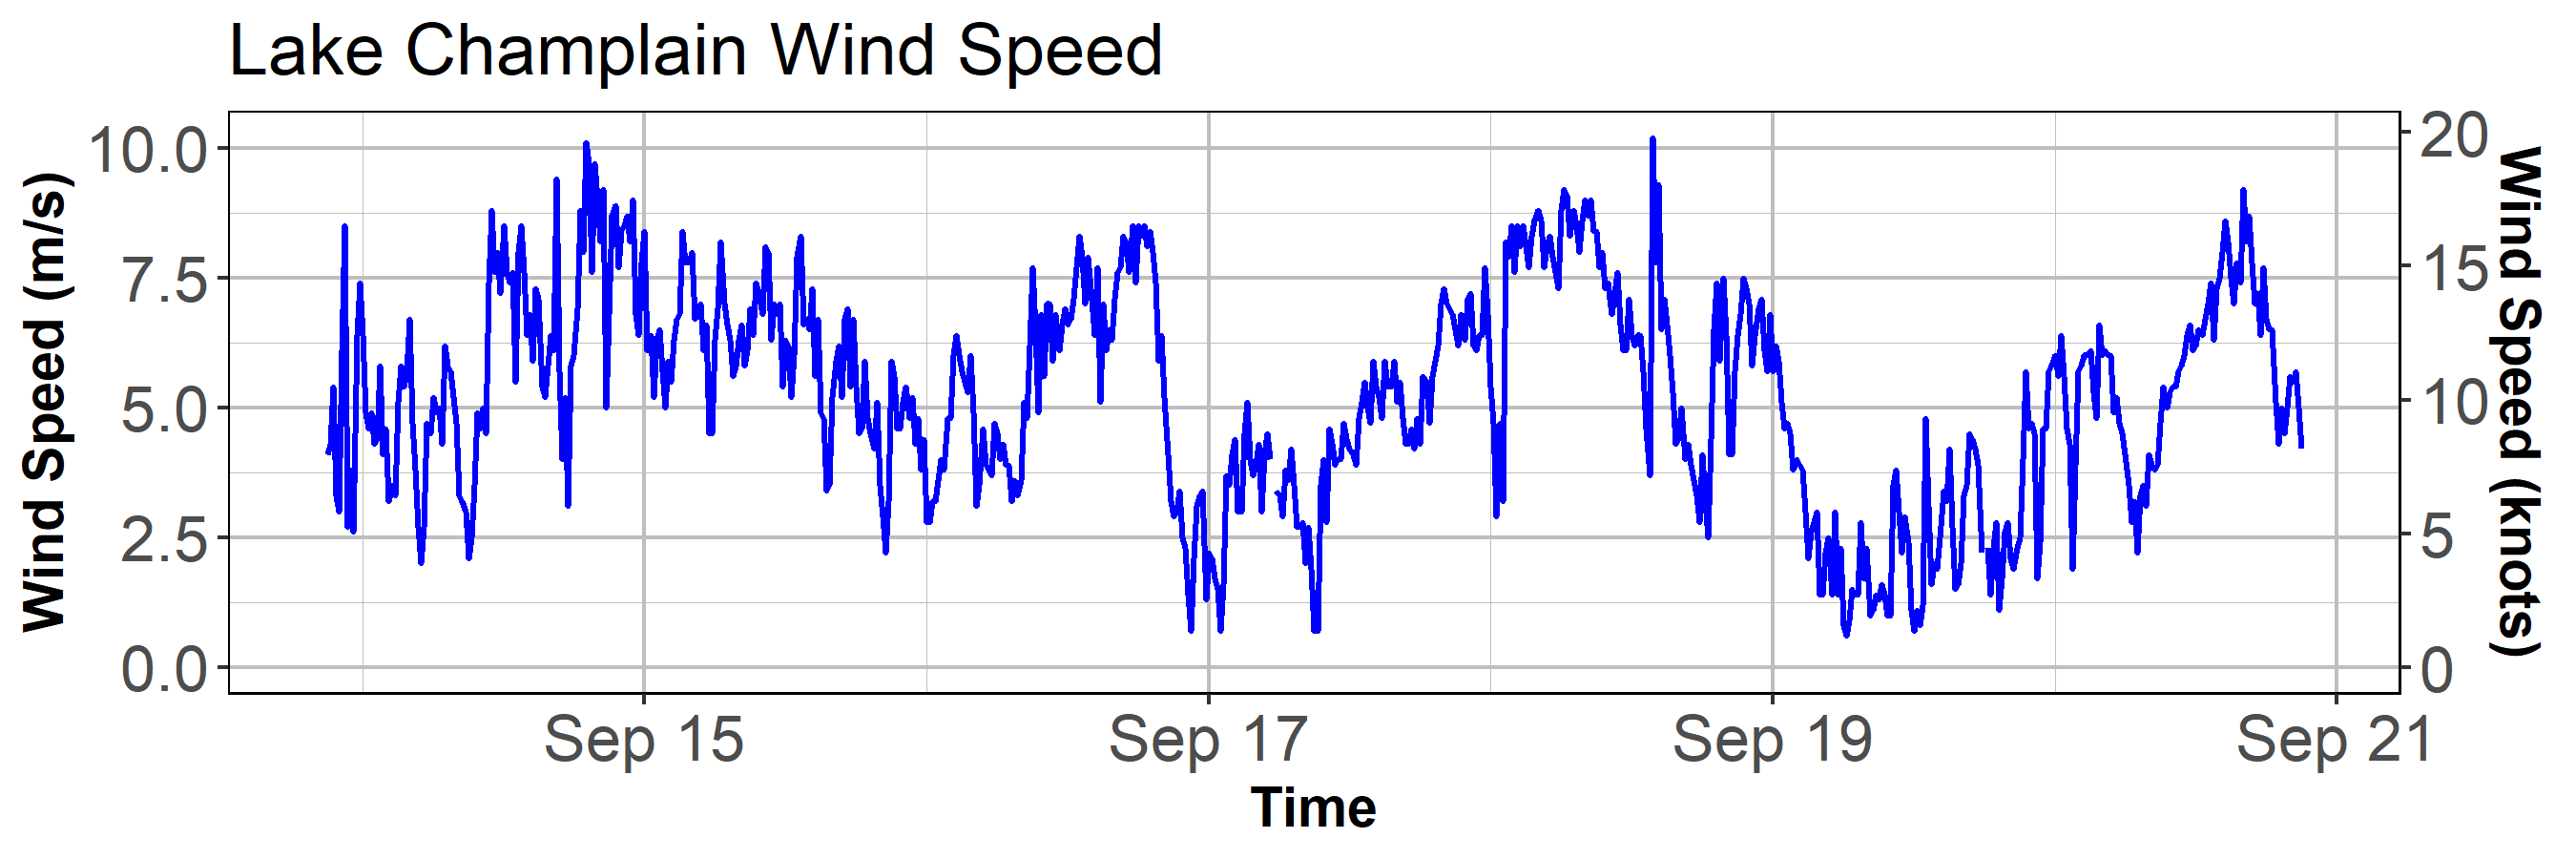 Lake Champlain Wind Speed
Wind Speed (m/s)
10.0
7.5
5.0
2.5
0.0
20
15
10
5
0
Wind Speed (knots)
Sep 15
Sep 17
Sep 19
Sep 21
Time